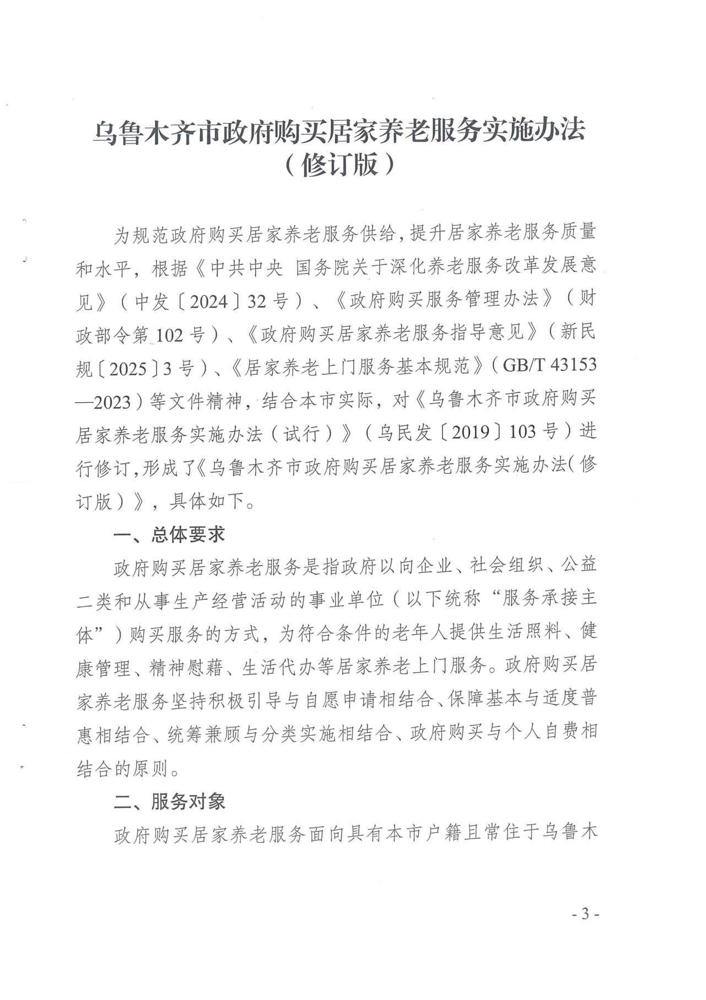 乌鲁木齐市政府购买居家养老服务实施办法
（修订版）
为规范政府购买居家养老服务供给，提升居家养老服务质量
和水平，根据《中共中央 国务院关于深化养老服务改革发展意
见》（中发〔2024〕32号）、《政府购买服务管理办法》（财
政部令第102号）、《政府购买居家养老服务指导意见》（新民
规〔2025〕3号）、《居家养老上门服务基本规范》（GB/T 43153
—2023）等文件精神，结合本市实际，对《乌鲁木齐市政府购买
居家养老服务实施办法（试行）》（乌民发〔2019〕103号）进
行修订，形成了《乌鲁木齐市政府购买居家养老服务实施办法（修
订版）》，具体如下。
一、总体要求
政府购买居家养老服务是指政府以向企业、社会组织、公益
二类和从事生产经营活动的事业单位（以下统称“服务承接主
体”）购买服务的方式，为符合条件的老年人提供生活照料、健
康管理、精神慰藉、生活代办等居家养老上门服务。政府购买居
家养老服务坚持积极引导与自愿申请相结合、保障基本与适度普
惠相结合、统筹兼顾与分类实施相结合、政府购买与个人自费相
结合的原则。
二、服务对象
政府购买居家养老服务面向具有本市户籍且常住于乌鲁木
- 3 -